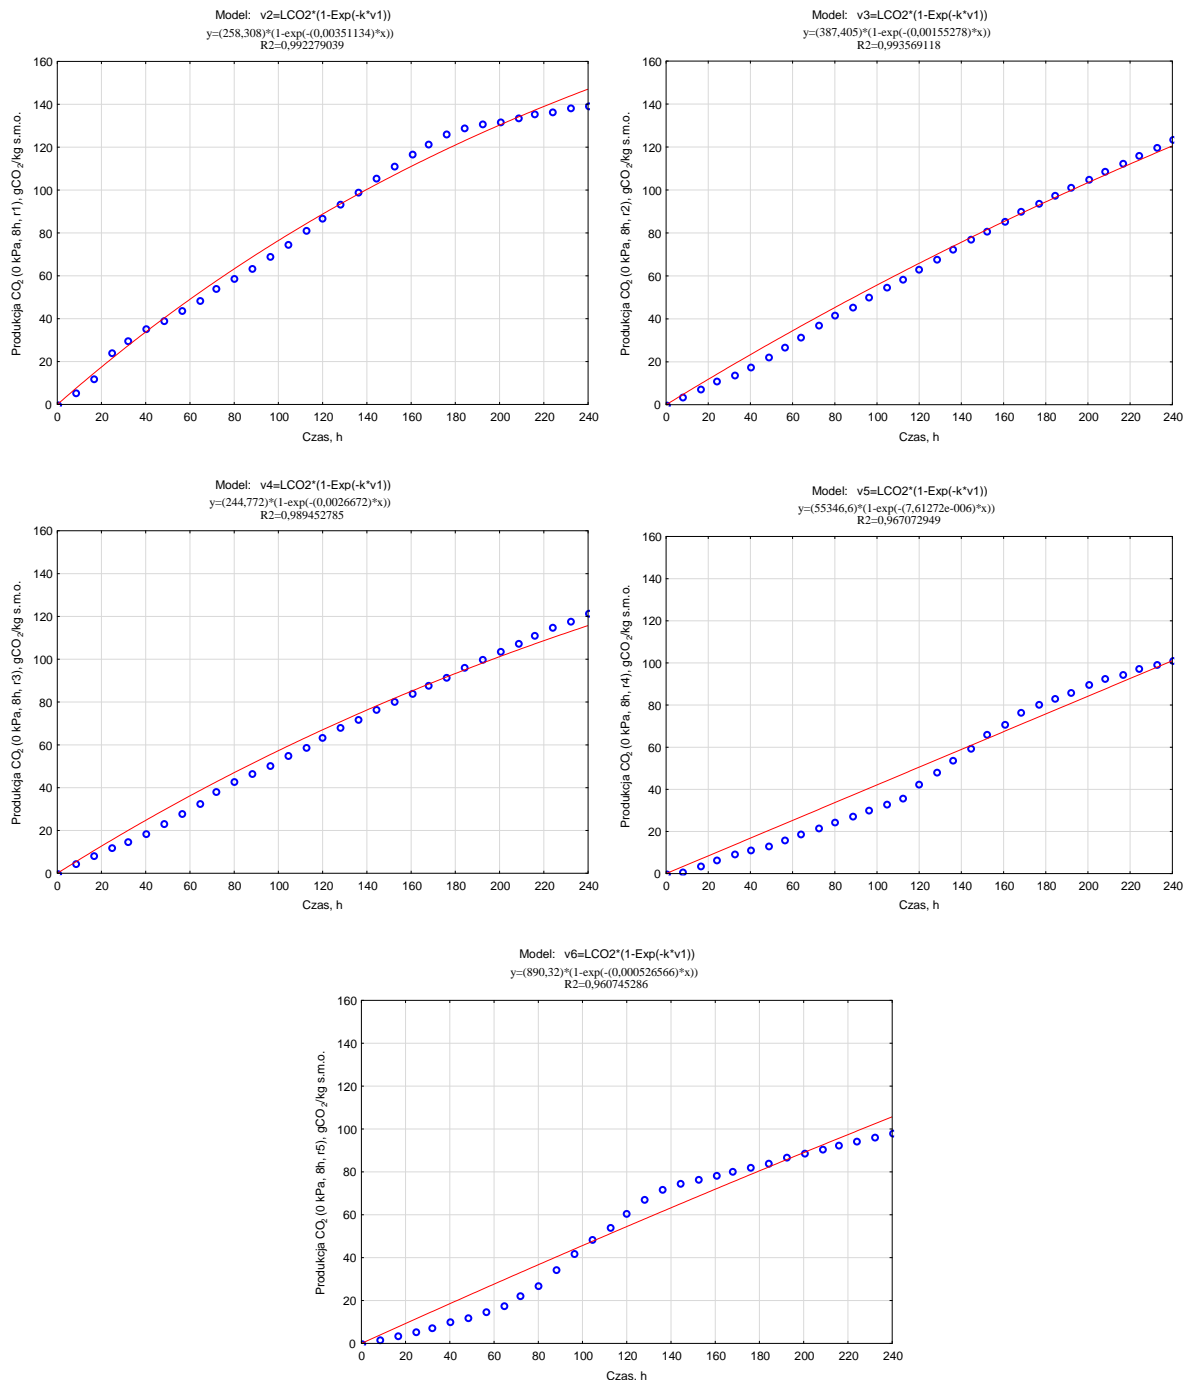 Model: v2=LCO2*(1-Exp(-k*v1))
y=(258,308)*(1-exp(-(0,00351134)*x))
R2=0,992279039
160
140
120
100
80
60
40
20
0
Produkcja CO2 (0 kPa, 8h, r1), gCO2/kg s.m.o.
0 20 40 60 80 100 120 140 160 180 200 220 240
Czas, h
Model: v3=LCO2*(1-Exp(-k*v1))
y=(387,405)*(1-exp(-(0,00155278)*x))
R2=0,993569118
160
140
120
100
80
60
40
20
0
Produkcja CO2 (0 kPa, 8h, r2), gCO2/kg s.m.o.
0 20 40 60 80 100 120 140 160 180 200 220 240
Czas, h
Model: v4=LCO2*(1-Exp(-k*v1))
y=(244,772)*(1-exp(-(0,0026672)*x))
R2=0,989452785
160
140
120
100
80
60
40
20
0
Produkcja CO2 (0 kPa, 8h, r3), gCO2/kg s.m.o.
0 20 40 60 80 100 120 140 160 180 200 220 240
Czas, h
Model: v5=LCO2*(1-Exp(-k*v1))
y=(55346,6)*(1-exp(-(7,61272e-006)*x))
R2=0,967072949
160
140
120
100
80
60
40
20
0
Produkcja CO2 (0 kPa, 8h, r4), gCO2/kg s.m.o.
0 20 40 60 80 100 120 140 160 180 200 220 240
Czas, h
Model: v6=LCO2*(1-Exp(-k*v1))
y=(890,32)*(1-exp(-(0,000526566)*x))
R2=0,960745286
160
140
120
100
80
60
40
20
0
Produkcja CO2 (0 kPa, 8h, r5), gCO2/kg s.m.o.
0 20 40 60 80 100 120 140 160 180 200 220 240
Czas, h